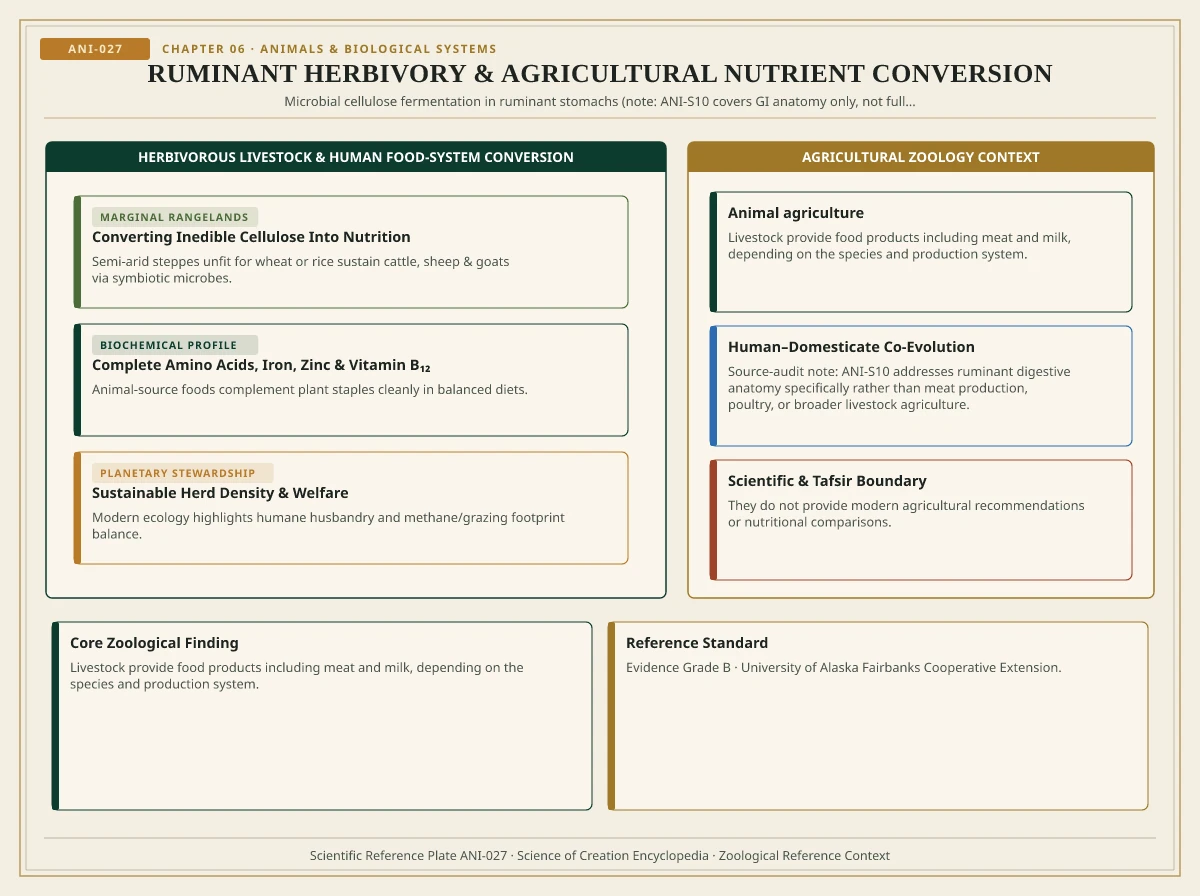 ANI-027
CHAPTER 06 · ANIMALS & BIOLOGICAL SYSTEMS
RUMINANT HERBIVORY & AGRICULTURAL NUTRIENT CONVERSION
Microbial cellulose fermentation in ruminant stomachs (note: ANI-S10 covers GI anatomy only, not full...
HERBIVOROUS LIVESTOCK & HUMAN FOOD-SYSTEM CONVERSION
MARGINAL RANGELANDS
Converting Inedible Cellulose Into Nutrition
Semi-arid steppes unfit for wheat or rice sustain cattle, sheep & goats
via symbiotic microbes.
BIOCHEMICAL PROFILE
Complete Amino Acids, Iron, Zinc & Vitamin B₁₂
Animal-source foods complement plant staples cleanly in balanced diets.
PLANETARY STEWARDSHIP
Sustainable Herd Density & Welfare
Modern ecology highlights humane husbandry and methane/grazing footprint
balance.
AGRICULTURAL ZOOLOGY CONTEXT
Animal agriculture
Livestock provide food products including meat and milk,
depending on the species and production system.
Human–Domesticate Co-Evolution
Source-audit note: ANI-S10 addresses ruminant digestive
anatomy specifically rather than meat production,
poultry, or broader livestock agriculture.
Scientific & Tafsir Boundary
They do not provide modern agricultural recommendations
or nutritional comparisons.
Core Zoological Finding
Livestock provide food products including meat and milk, depending on the
species and production system.
Reference Standard
Evidence Grade B · University of Alaska Fairbanks Cooperative Extension.
Scientific Reference Plate ANI-027 · Science of Creation Encyclopedia · Zoological Reference Context